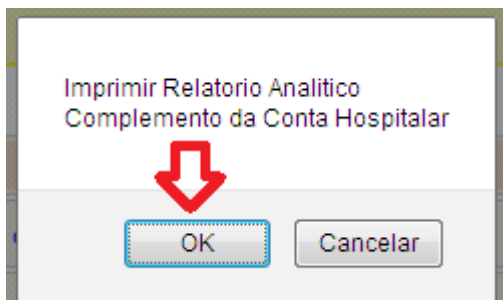 Imprimir Relatorio Analitico
Complemento da Conta Hospitalar
OK Cancelar